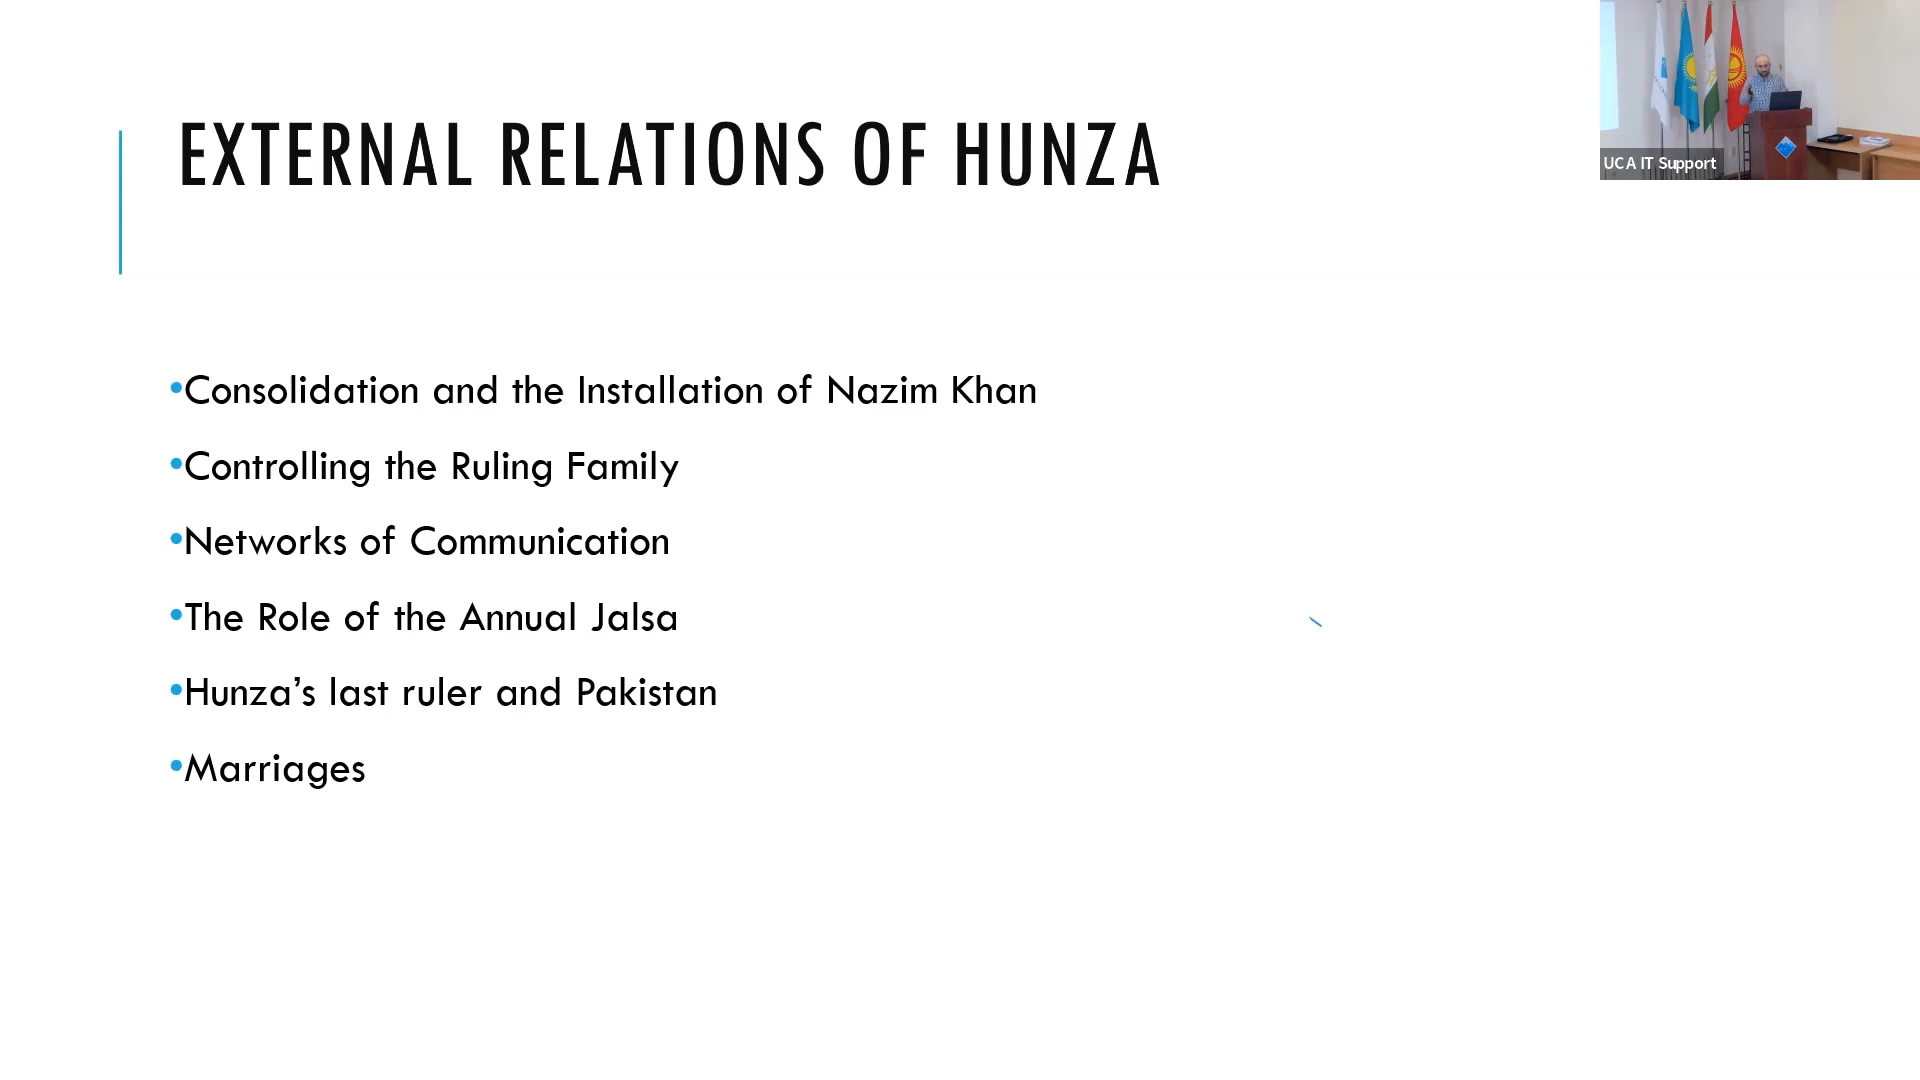 EXTERNAL RELATIONS OF HUNZA
UCA IT Support
•Consolidation and the Installation of Nazim Khan
•Controlling the Ruling Family
•Networks of Communication
•The Role of the Annual Jalsa
•Hunza’s last ruler and Pakistan
•Marriages